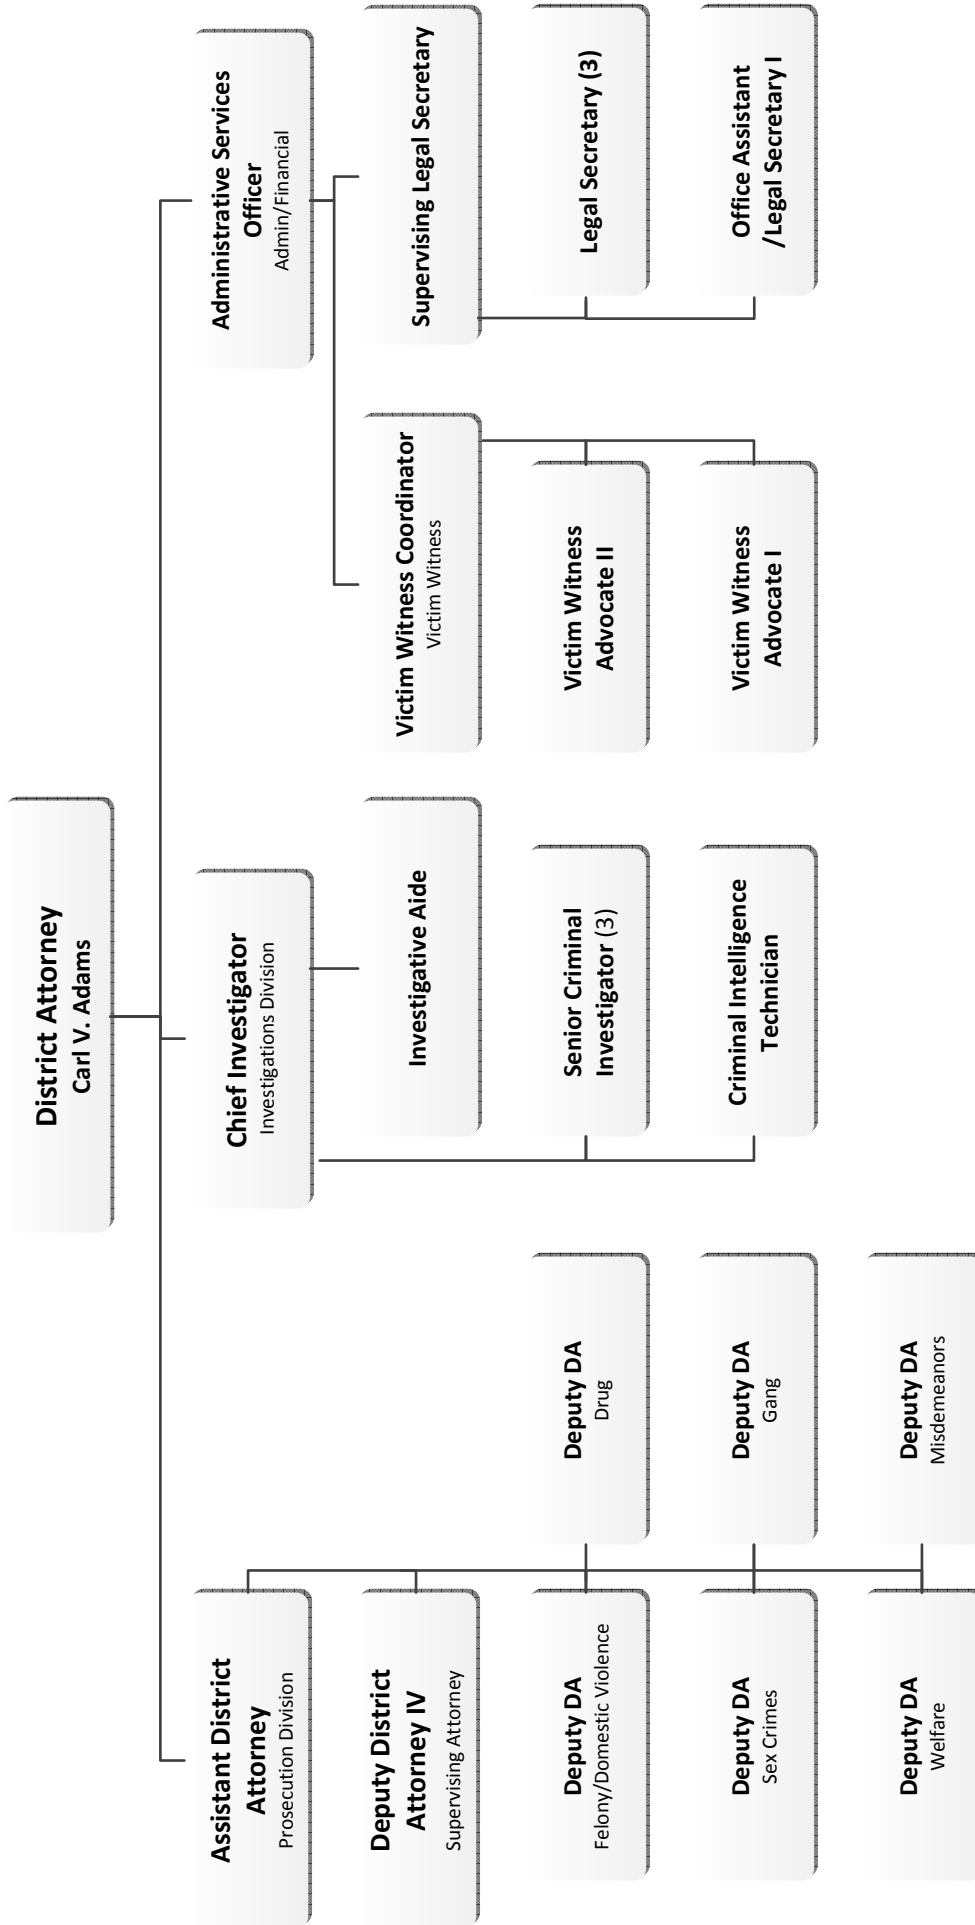 District Attorney
Carl V. Adams
Assistant District
Attorney
Prosecution Division
Chief Investigator
Investigations Division
Administrative Services
Officer
Admin/Financial
Deputy District
Attorney IV
Supervising Attorney
Investigative Aide
Victim Witness Coordinator
Victim Witness
Supervising Legal Secretary
Deputy DA
Felony/Domestic Violence
Deputy DA
Drug
Senior Criminal
Investigator (3)
Victim Witness
Advocate II
Legal Secretary (3)
Deputy DA
Sex Crimes
Deputy DA
Gang
Criminal Intelligence
Technician
Victim Witness
Advocate I
Office Assistant
/Legal Secretary I
Deputy DA
Welfare
Deputy DA
Misdemeanors